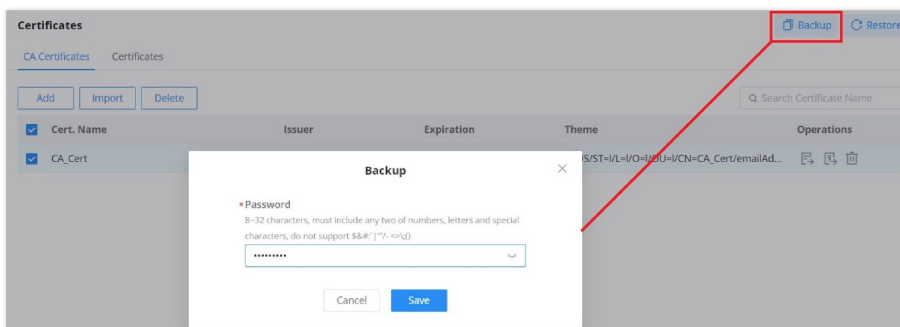 Certificates
Backup
Restore
CA Certificates
Certificates
Add
Import
Delete
Search Certificate Name
Cert. Name
Issuer
Expiration
Theme
Operations
CA_Cert
S/ST=l/L=l/O=l/OU=l/CN=CA_Cert/emailAd...
Backup
*Password
8~32 characters, must include any two of numbers, letters and special
characters, do not support $&#:`|'"/- <>\;()
•••••••••
Cancel
Save